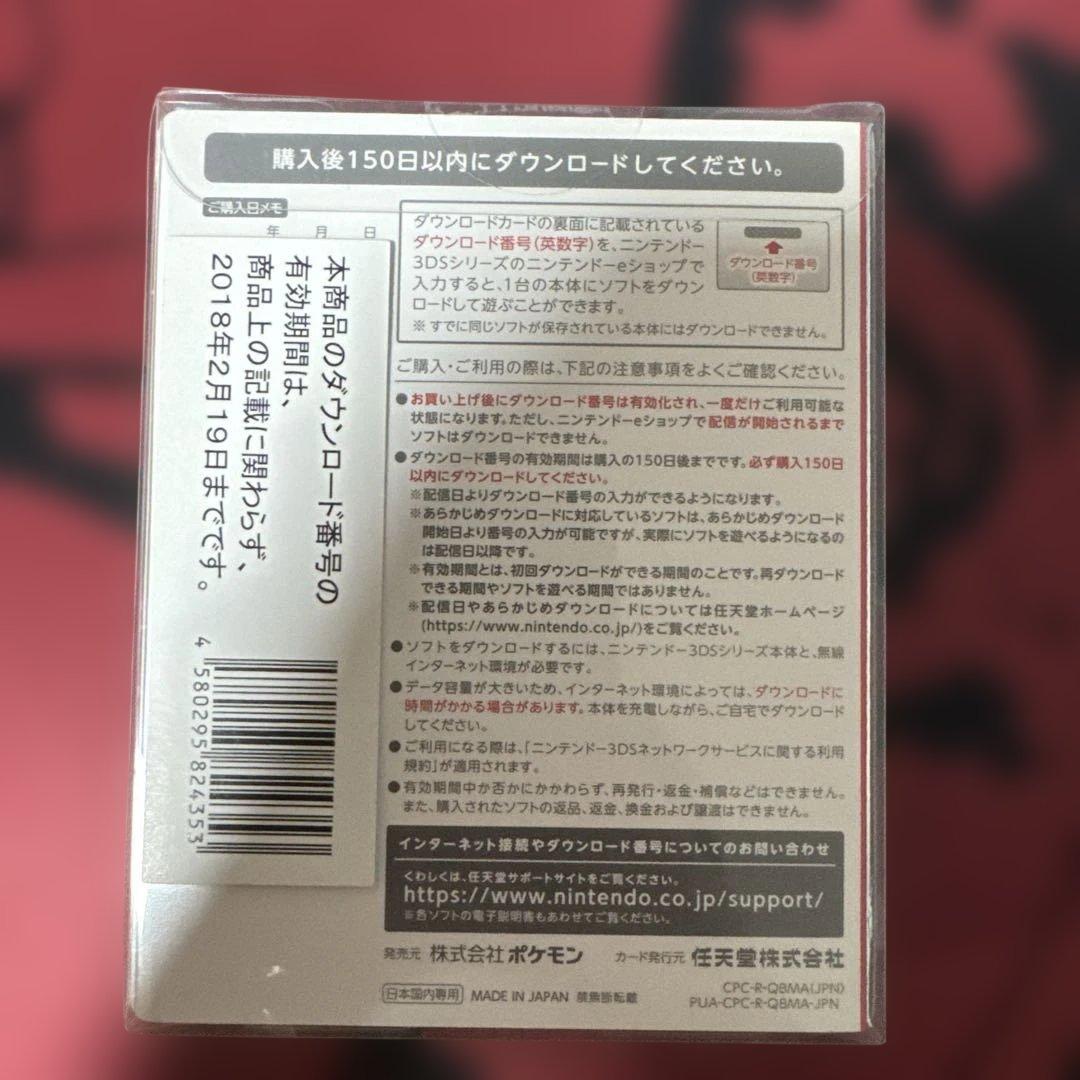 購入後150日以内にダウンロードしてください。
ご購入日メモ
年 月 日
ダウンロードカードの裏面に記載されている
ダウンロード番号(英数字)を、ニンテンドー
3DSシリーズのニンテンドーeショップで
入力すると、1台の本体にソフトをダウン
ロードして遊ぶことができます。
※すでに同じソフトが保存されている本体にはダウンロードできません。
ダウンロード番号
(英数字)
ご購入・ご利用の際は、下記の注意事項をよくご確認ください。
●お買い上げ後にダウンロード番号は有効化され、一度だけご利用可能な
状態になります。ただし、ニンテンドーeショップで配信が開始されるまで
ソフトはダウンロードできません。
●ダウンロード番号の有効期間は購入の150日後までです。必ず購入150日
以内にダウンロードしてください。
※配信日よりダウンロード番号の入力ができるようになります。
※あらかじめダウンロードに対応しているソフトは、あらかじめダウンロード
開始日より番号の入力が可能ですが、実際にソフトを遊べるようになるの
は配信日以降です。
※有効期間とは、初回ダウンロードができる期間のことです。再ダウンロード
できる期間やソフトを遊べる期間ではありません。
※配信日やあらかじめダウンロードについては任天堂ホームページ
(https://www.nintendo.co.jp/)をご覧ください。
●ソフトをダウンロードするには、ニンテンドー3DSシリーズ本体と、無線
インターネット環境が必要です。
●データ容量が大きいため、インターネット環境によっては、ダウンロードに
時間がかかる場合があります。本体を充電しながら、ご自宅でダウンロード
してください。
●ご利用になる際は、「ニンテンドー3DSネットワークサービスに関する利用
規約」が適用されます。
●有効期間中か否かにかかわらず、再発行・返金・補償などはできません。
また、購入されたソフトの返品、返金、換金および譲渡はできません。
インターネット接続やダウンロード番号についてのお問い合わせ
くわしくは、任天堂サポートサイトをご覧ください。
https://www.nintendo.co.jp/support/
※各ソフトの電子説明書もあわせてご覧ください。
発売元 株式会社ポケモン カード発行元 任天堂株式会社
日本国内専用 MADE IN JAPAN 禁無断転載
CPC-R-QBMA(JPN)
PUA-CPC-R-QBMA-JPN
本商品のダウンロード番号の
有効期間は、
商品上の記載に関わらず、
2018年2月19日までです。
4 580295 824353